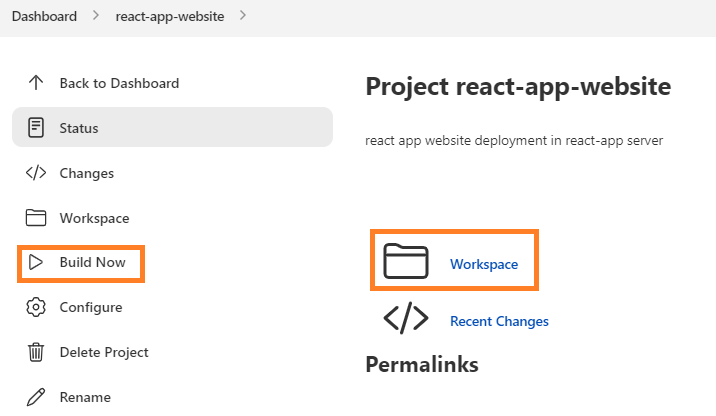 Dashboard > react-app-website >
Back to Dashboard
Status
Changes
Workspace
Build Now
Configure
Delete Project
Rename
Project react-app-website
react app website deployment in react-app server
Workspace
Recent Changes
Permalinks